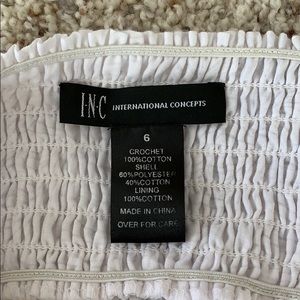 I·N·C INTERNATIONAL CONCEPTS
6
CROCHET
100%COTTON
SHELL
60%POLYESTER
40%COTTON
LINING
100%COTTON
MADE IN CHINA
OVER FOR CARE